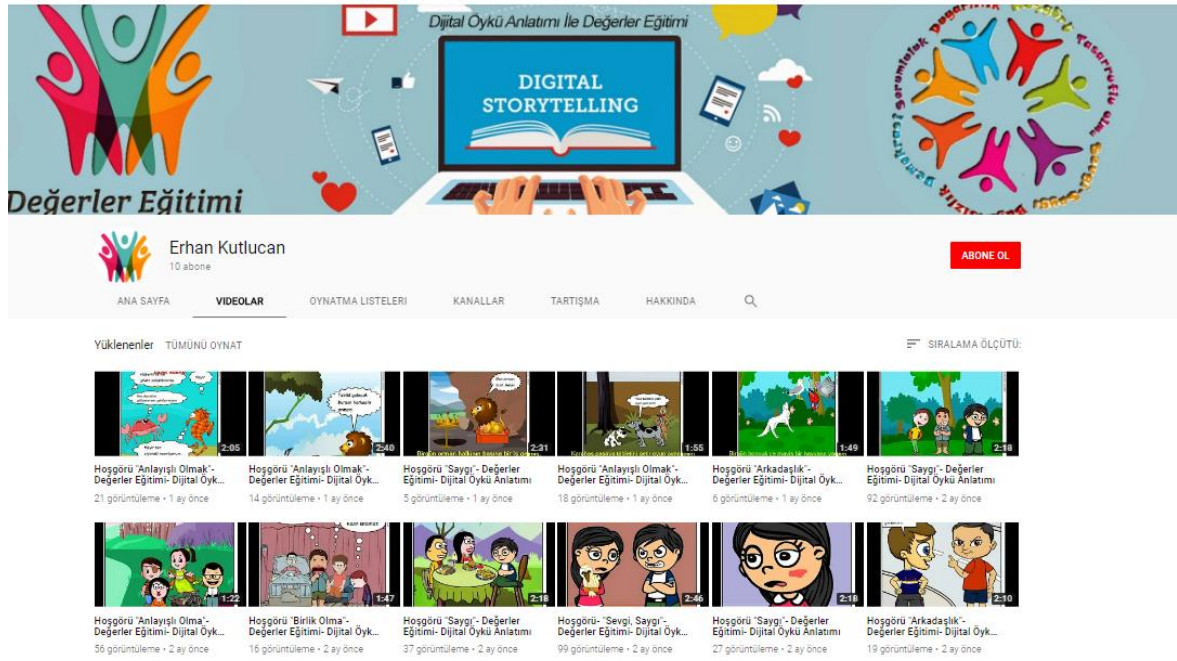 Dijital Öykü Anlatımı İle Değerler Eğitimi
DIGITAL
STORYTELLING
Değerler Eğitimi
Erhan Kutlucan
10 abone
ABONE OL
ANA SAYFA VIDEOLAR OYNATMA LISTELERI KANALLAR TARTIŞMA HAKKINDA
Yüklenenler TÜMÜNÜ OYNAT SIRALAMA ÖLÇÜTÜ:
2:05 2:40 2:31 1:55 1:49 2:18
Hoşgörü "Anlayışlı Olmak"- Hoşgörü "Anlayışlı Olmak"- Hoşgörü "Saygı"- Değerler Hoşgörü "Anlayışlı Olmak"- Hoşgörü "Arkadaşlık"- Hoşgörü "Saygı"- Değerler
Değerler Eğitimi- Dijital Öyk... Değerler Eğitimi- Dijital Öyk... Eğitimi- Dijital Öykü Anlatımı Değerler Eğitimi- Dijital Öyk... Değerler Eğitimi- Dijital Öyk... Eğitimi- Dijital Öykü Anlatımı
21 görüntüleme • 1 ay önce 14 görüntüleme • 1 ay önce 5 görüntüleme • 1 ay önce 18 görüntüleme • 1 ay önce 6 görüntüleme • 1 ay önce 92 görüntüleme • 2 ay önce
1:22 1:47 2:18 2:46 2:18 2:10
Hoşgörü "Anlayışlı Olma"- Hoşgörü "Birlik Olma"- Hoşgörü "Saygı"- Değerler Hoşgörü- "Sevgi, Saygı"- Hoşgörü "Saygı"- Değerler Hoşgörü "Arkadaşlık"-
Değerler Eğitimi- Dijital Öyk... Değerler Eğitimi- Dijital Öyk... Eğitimi- Dijital Öykü Anlatımı Değerler Eğitimi- Dijital Öyk... Eğitimi- Dijital Öykü Anlatımı Değerler Eğitimi- Dijital Öyk...
56 görüntüleme • 2 ay önce 16 görüntüleme • 2 ay önce 37 görüntüleme • 2 ay önce 99 görüntüleme • 2 ay önce 27 görüntüleme • 2 ay önce 19 görüntüleme • 2 ay önce